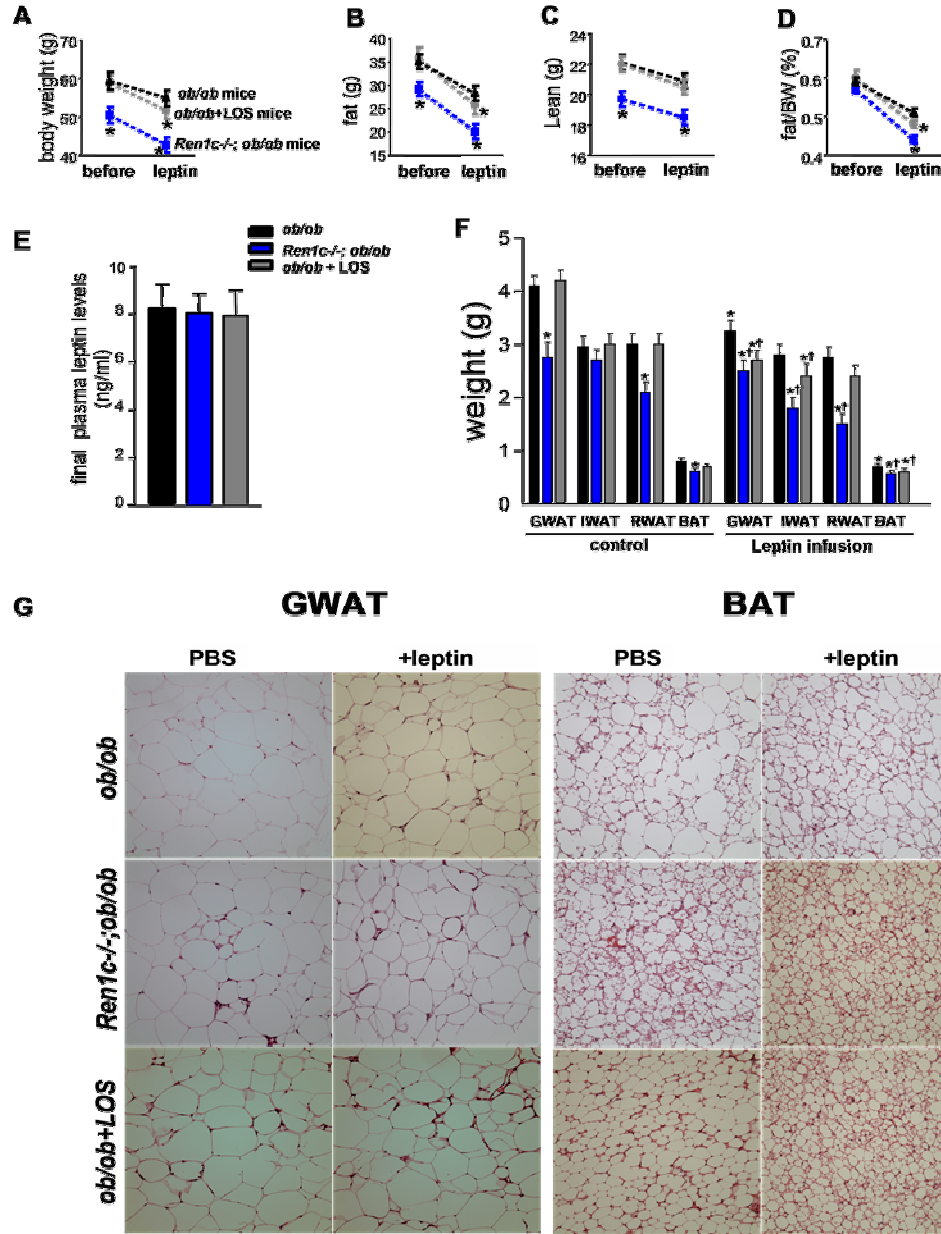 A
body weight (g)
70
60
50
40
ob/ob mice
*
ob/ob+LOS mice
*
*
Ren1c-/-; ob/ob mice
before leptin
B
fat (g)
40
35
30
25
20
15
*
*
*
before leptin
C
Lean (g)
24
22
20
18
16
*
*
before leptin
D
fat/BW (%)
0.7
0.6
0.5
0.4
*
*
before leptin
E
ob/ob
Ren1c-/-; ob/ob
ob/ob + LOS
final plasma leptin levels
(ng/ml)
10
8
6
4
2
0
F
weight (g)
5
4
3
2
1
0
* * * * *† *† *† *† *† * *† *†
GWAT IWAT RWAT BAT GWAT IWAT RWAT BAT
control Leptin infusion
G
GWAT BAT
PBS +leptin PBS +leptin
ob/ob
Ren1c-/-;ob/ob
ob/ob+LOS